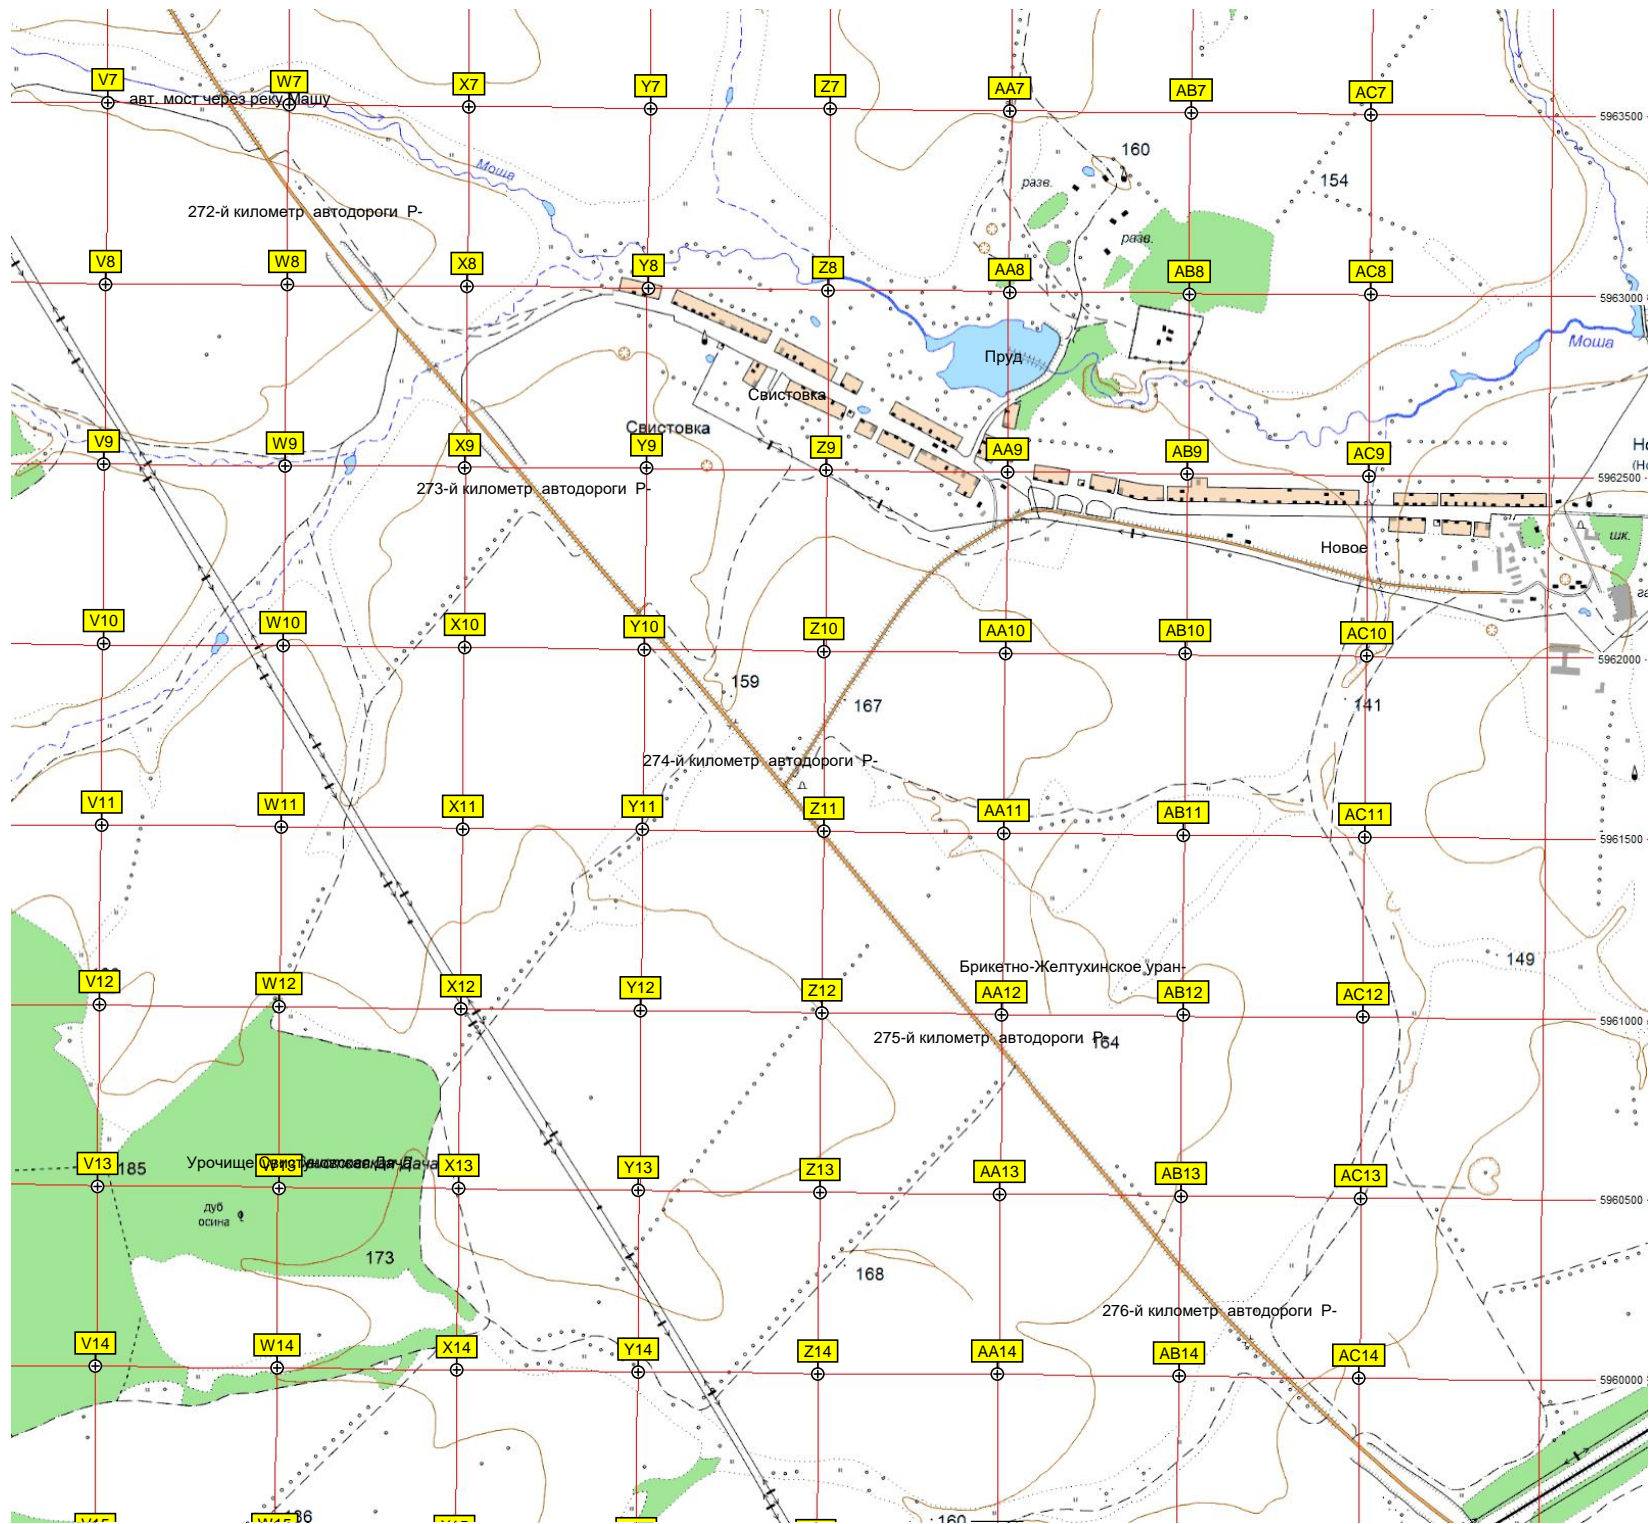 V7
W7
X7
Y7
Z7
AA7
AB7
AC7
авт. мост через реку Машу
5963500
Моша
160
разв.
154
272-й километр автодороги Р-
разв.
V8
W8
X8
Y8
Z8
AA8
AB8
AC8
5963000
Пруд
Моша
Свистовка
Свистовка
V9
W9
X9
Y9
Z9
AA9
AB9
AC9
5962500
273-й километр автодороги Р-
Новое
шк.
V10
W10
X10
Y10
Z10
AA10
AB10
AC10
5962000
159
167
141
274-й километр автодороги Р-
V11
W11
X11
Y11
Z11
AA11
AB11
AC11
5961500
149
Брикетно-Желтухинское уран-
V12
W12
X12
Y12
Z12
AA12
AB12
AC12
5961000
275-й километр автодороги Р-
164
V13
185
Урочище
W13
X13
Y13
Z13
AA13
AB13
AC13
5960500
дуб
осина
173
168
276-й километр автодороги Р-
V14
W14
X14
Y14
Z14
AA14
AB14
AC14
5960000
160